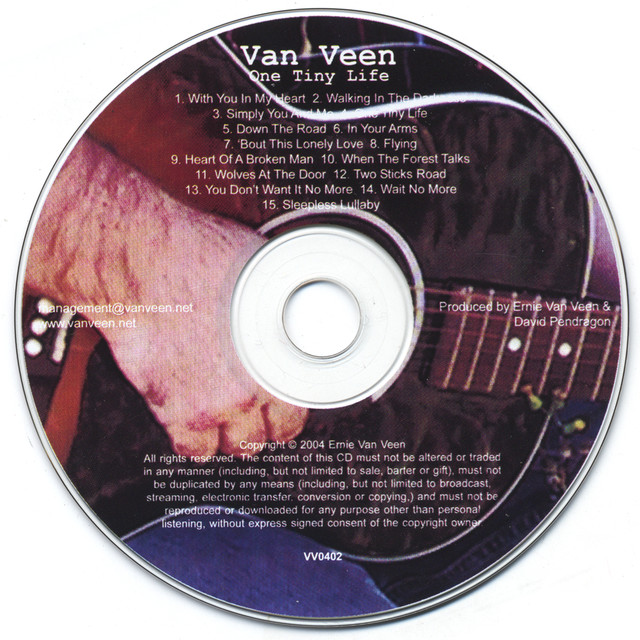 Van Veen
One Tiny Life
1. With You In My Heart 2. Walking In The Darkness
3. Simply You And Me 4. One Tiny Life
5. Down The Road 6. In Your Arms
7. 'Bout This Lonely Love 8. Flying
9. Heart Of A Broken Man 10. When The Forest Talks
11. Wolves At The Door 12. Two Sticks Road
13. You Don't Want It No More 14. Wait No More
15. Sleepless Lullaby
management@vanveen.net
www.vanveen.net
Produced by Ernie Van Veen &
David Pendragon
Copyright © 2004 Ernie Van Veen
All rights reserved. The content of this CD must not be altered or traded
in any manner (including, but not limited to sale, barter or gift), must not
be duplicated by any means (including, but not limited to broadcast,
streaming, electronic transfer, conversion or copying,) and must not be
reproduced or downloaded for any purpose other than personal
listening, without express signed consent of the copyright owner
VV0402